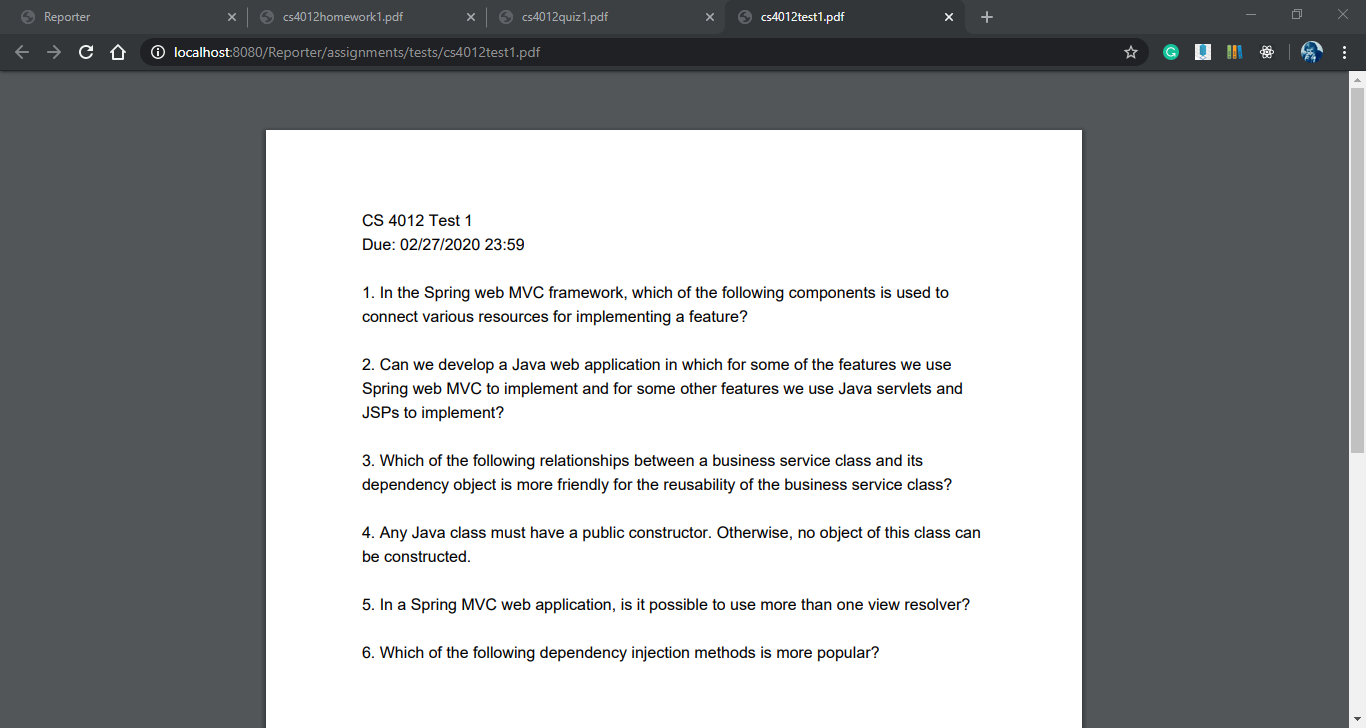 Reporter
cs4012homework1.pdf
cs4012quiz1.pdf
cs4012test1.pdf
localhost:8080/Reporter/assignments/tests/cs4012test1.pdf
CS 4012 Test 1
Due: 02/27/2020 23:59
1. In the Spring web MVC framework, which of the following components is used to
connect various resources for implementing a feature?
2. Can we develop a Java web application in which for some of the features we use
Spring web MVC to implement and for some other features we use Java servlets and
JSPs to implement?
3. Which of the following relationships between a business service class and its
dependency object is more friendly for the reusability of the business service class?
4. Any Java class must have a public constructor. Otherwise, no object of this class can
be constructed.
5. In a Spring MVC web application, is it possible to use more than one view resolver?
6. Which of the following dependency injection methods is more popular?